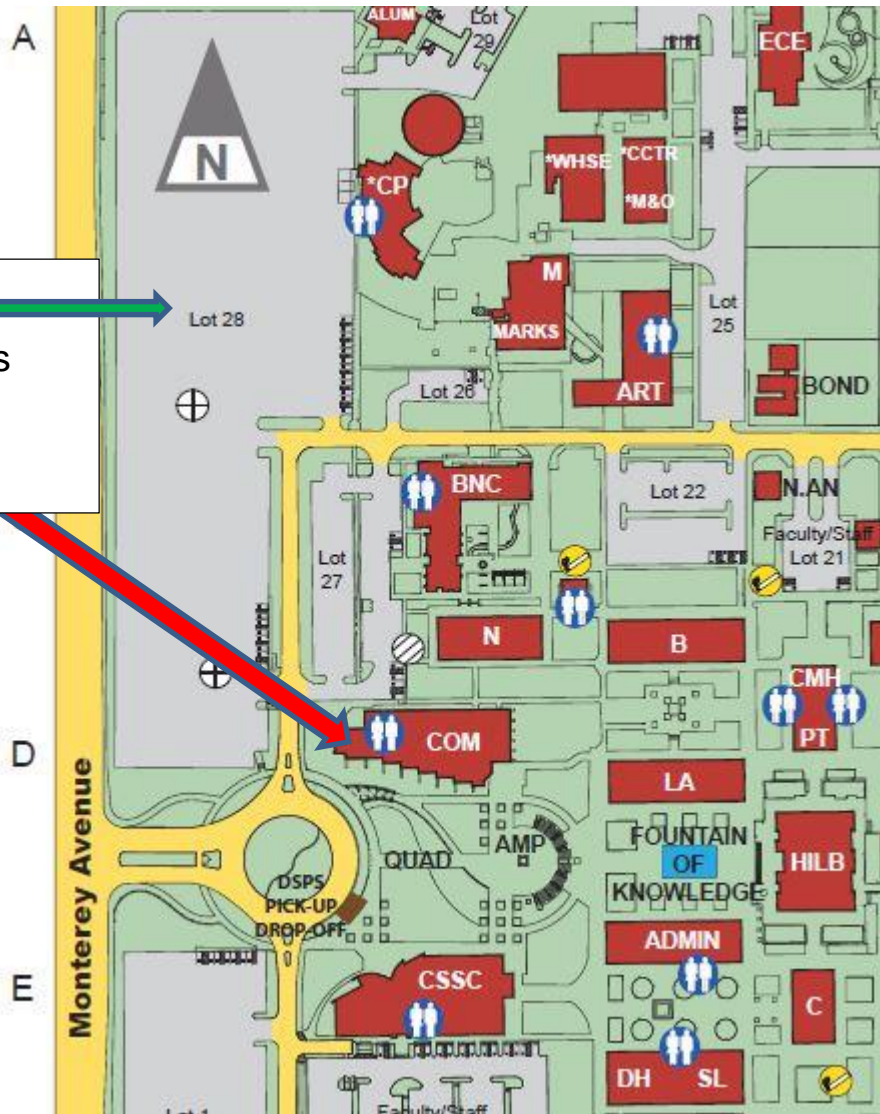 A
ALUM
Lot
29
ECE
N
*CP
*WHSE
*CCTR
*M&O
M
MARKS
Lot 28
s
Lot
25
Lot 26
ART
BOND
BNC
Lot 22
N.AN
Faculty/Staff
Lot 21
Lot
27
N
B
CMH
PT
D
COM
LA
Monterey Avenue
QUAD
AMP
FOUNTAIN
OF
KNOWLEDGE
HILB
DSPS
PICK-UP
DROP-OFF
ADMIN
E
CSSC
C
DH
SL
Lot 1
Faculty/Staff